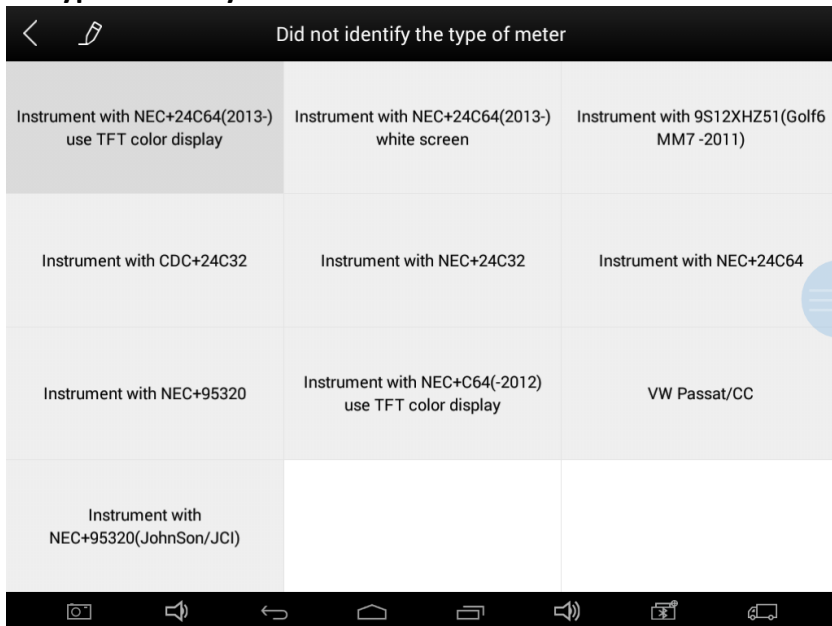 Did not identify the type of meter
Instrument with NEC+24C64(2013-)
use TFT color display
Instrument with NEC+24C64(2013-)
white screen
Instrument with 9S12XHZ51(Golf6
MM7 -2011)
Instrument with CDC+24C32
Instrument with NEC+24C32
Instrument with NEC+24C64
Instrument with NEC+95320
Instrument with NEC+C64(-2012)
use TFT color display
VW Passat/CC
Instrument with
NEC+95320(JohnSon/JCI)